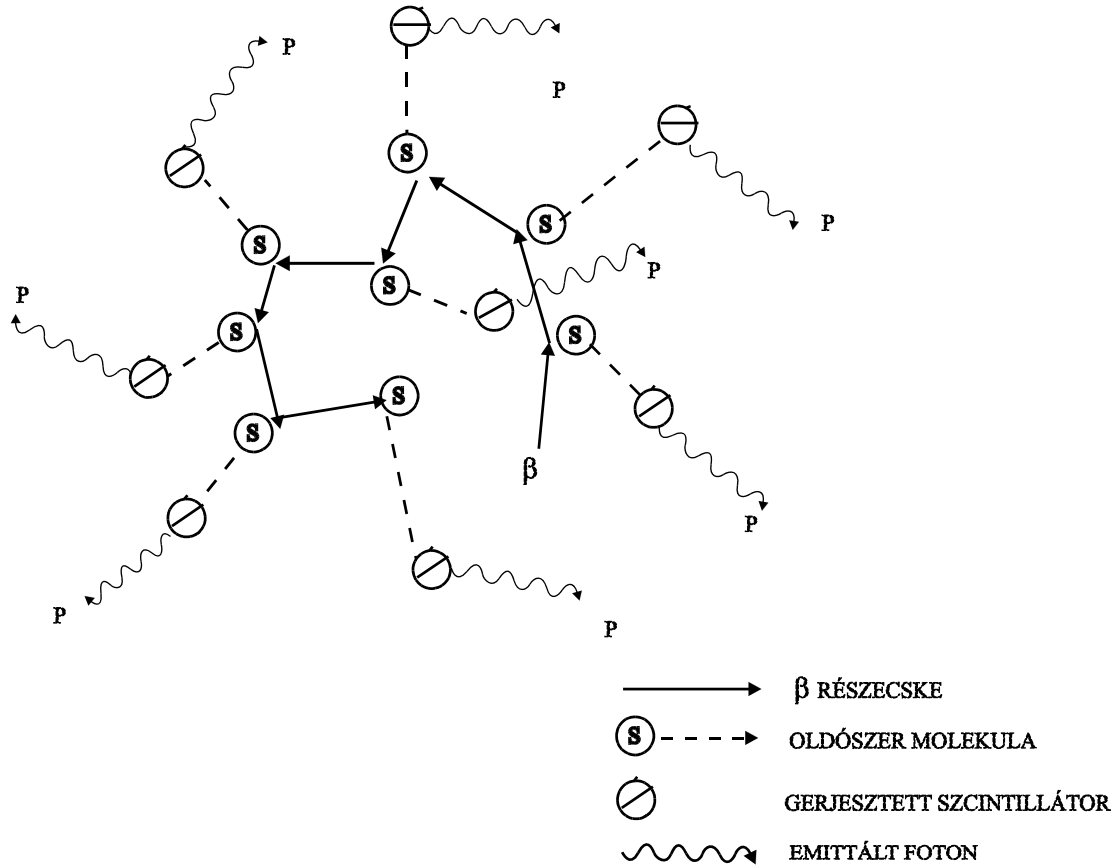 P
P
S
S
P
S
P
S
P
S
S
S
S
β
P
P
P
β RÉSZECSKE
S OLDÓSZER MOLEKULA
GERJESZTETT SZCINTILLÁTOR
EMITTÁLT FOTON